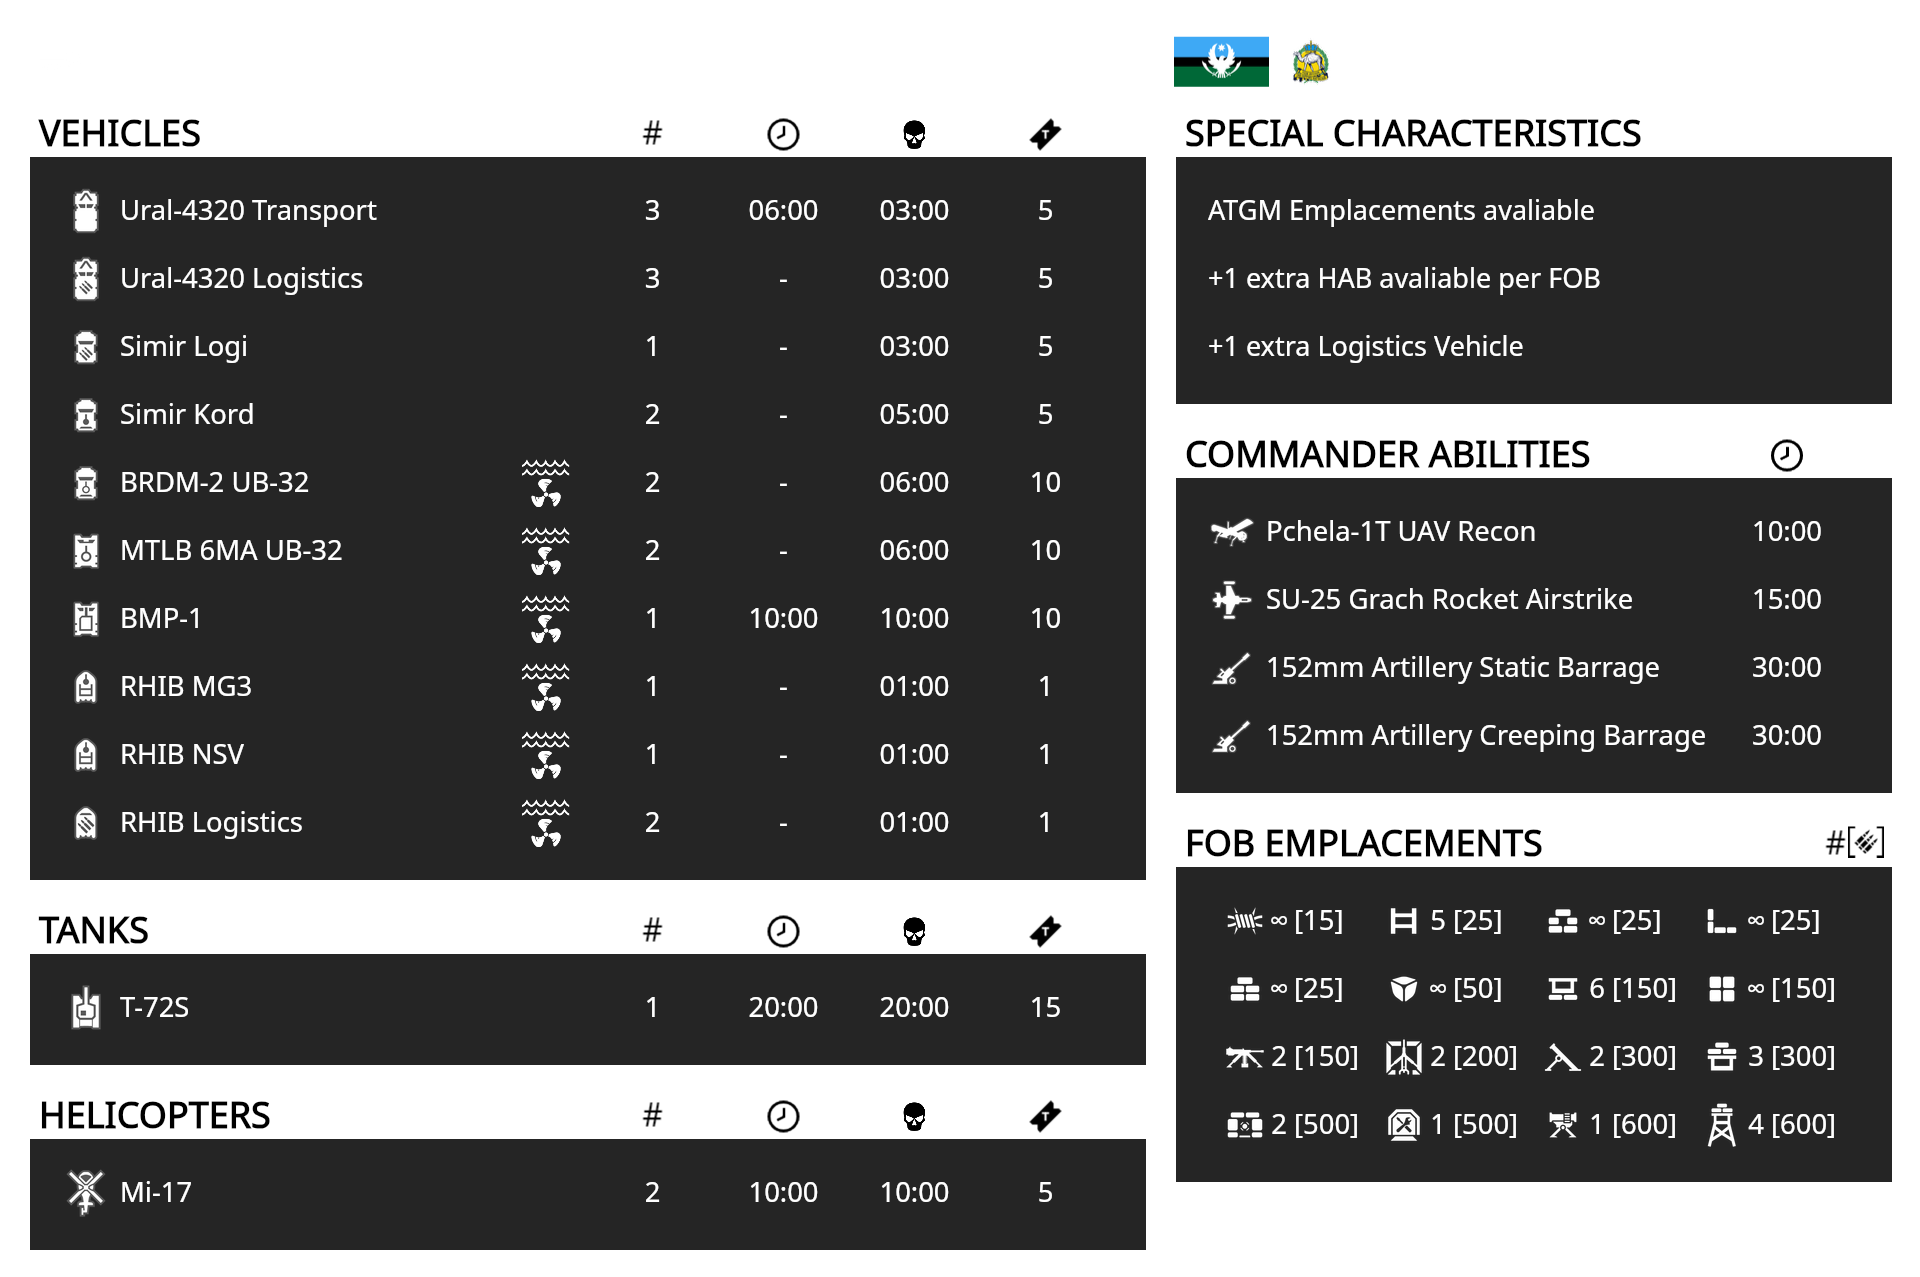 VEHICLES #
Ural-4320 Transport 3 06:00 03:00 5
Ural-4320 Logistics 3 - 03:00 5
Simir Logi 1 - 03:00 5
Simir Kord 2 - 05:00 5
BRDM-2 UB-32 2 - 06:00 10
MTLB 6MA UB-32 2 - 06:00 10
BMP-1 1 10:00 10:00 10
RHIB MG3 1 - 01:00 1
RHIB NSV 1 - 01:00 1
RHIB Logistics 2 - 01:00 1
TANKS #
T-72S 1 20:00 20:00 15
HELICOPTERS #
Mi-17 2 10:00 10:00 5
SPECIAL CHARACTERISTICS
ATGM Emplacements avaliable
+1 extra HAB avaliable per FOB
+1 extra Logistics Vehicle
COMMANDER ABILITIES
Pchela-1T UAV Recon 10:00
SU-25 Grach Rocket Airstrike 15:00
152mm Artillery Static Barrage 30:00
152mm Artillery Creeping Barrage 30:00
FOB EMPLACEMENTS #[]
∞ [15] 5 [25] ∞ [25] ∞ [25]
∞ [25] ∞ [50] 6 [150] ∞ [150]
2 [150] 2 [200] 2 [300] 3 [300]
2 [500] 1 [500] 1 [600] 4 [600]